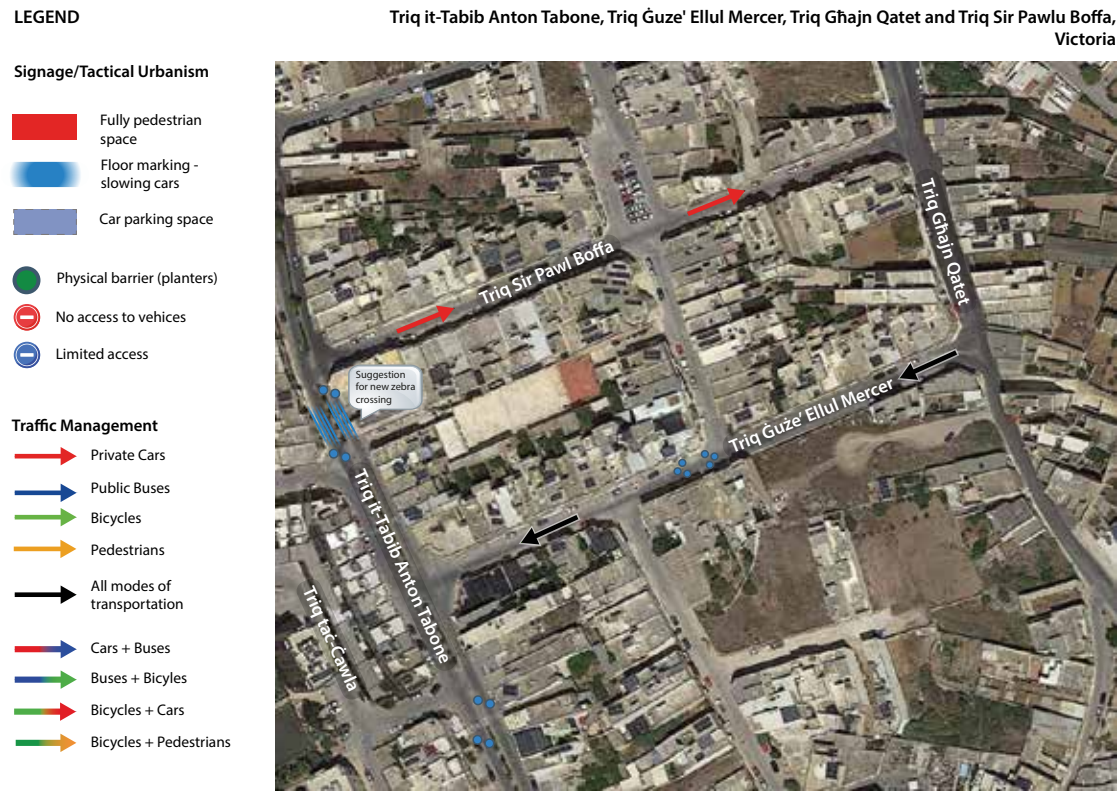 LEGEND
Triq it-Tabib Anton Tabone, Triq Ġuze' Ellul Mercer, Triq Għajn Qatet and Triq Sir Pawlu Boffa,
Victoria
Signage/Tactical Urbanism
Fully pedestrian
space
Floor marking -
slowing cars
Car parking space
Physical barrier (planters)
No access to vehicles
Limited access
Traffic Management
Private Cars
Public Buses
Bicycles
Pedestrians
All modes of
transportation
Cars + Buses
Buses + Bicyles
Bicycles + Cars
Bicycles + Pedestrians
Triq Għajn Qatet
Triq Sir Pawl Boffa
Suggestion
for new zebra
crossing
Triq Ġuże' Ellul Mercer
Triq it-Tabib Anton Tabone
Triq taċ-Ċawla